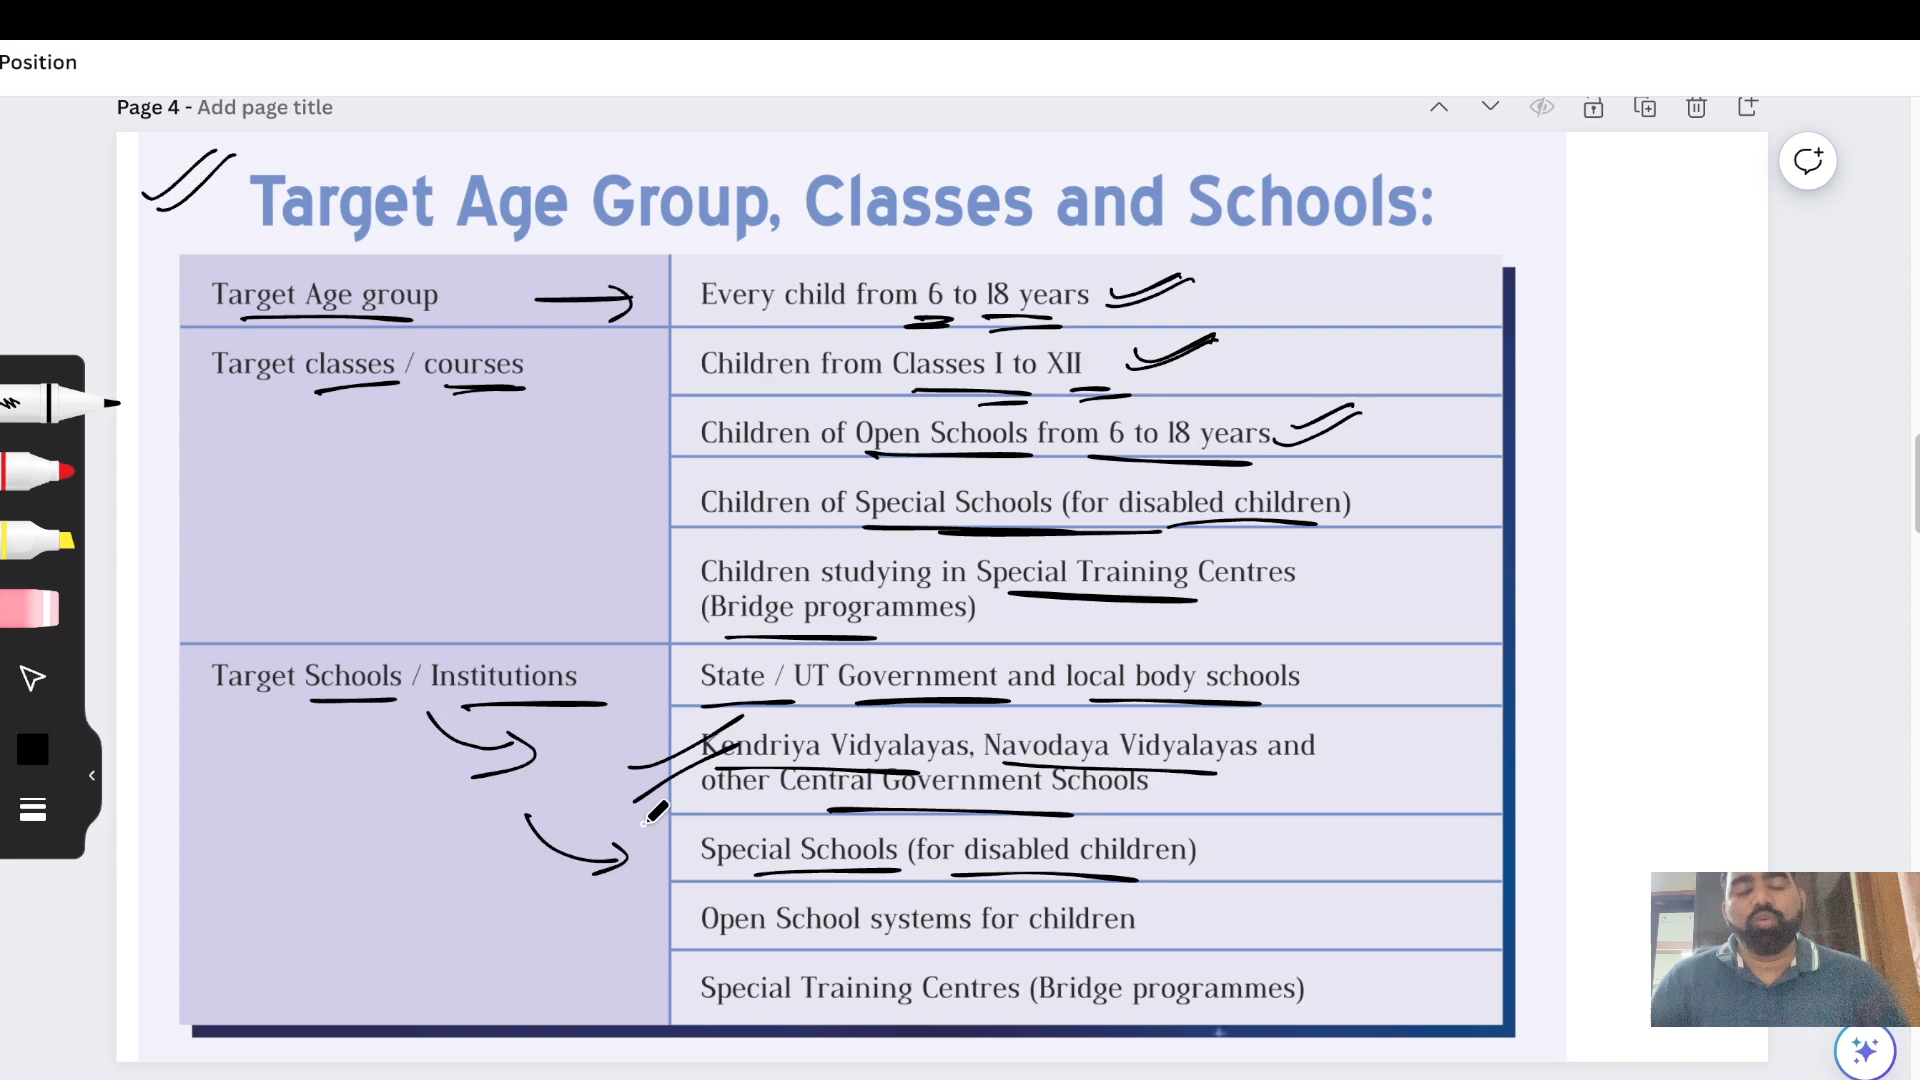 Position
Page 4 - Add page title
Target Age Group, Classes and Schools:
Target Age group
Every child from 6 to 18 years
Target classes / courses
Children from Classes I to XII
Children of Open Schools from 6 to 18 years
Children of Special Schools (for disabled children)
Children studying in Special Training Centres
(Bridge programmes)
Target Schools / Institutions
State / UT Government and local body schools
Kendriya Vidyalayas, Navodaya Vidyalayas and
other Central Government Schools
Special Schools (for disabled children)
Open School systems for children
Special Training Centres (Bridge programmes)